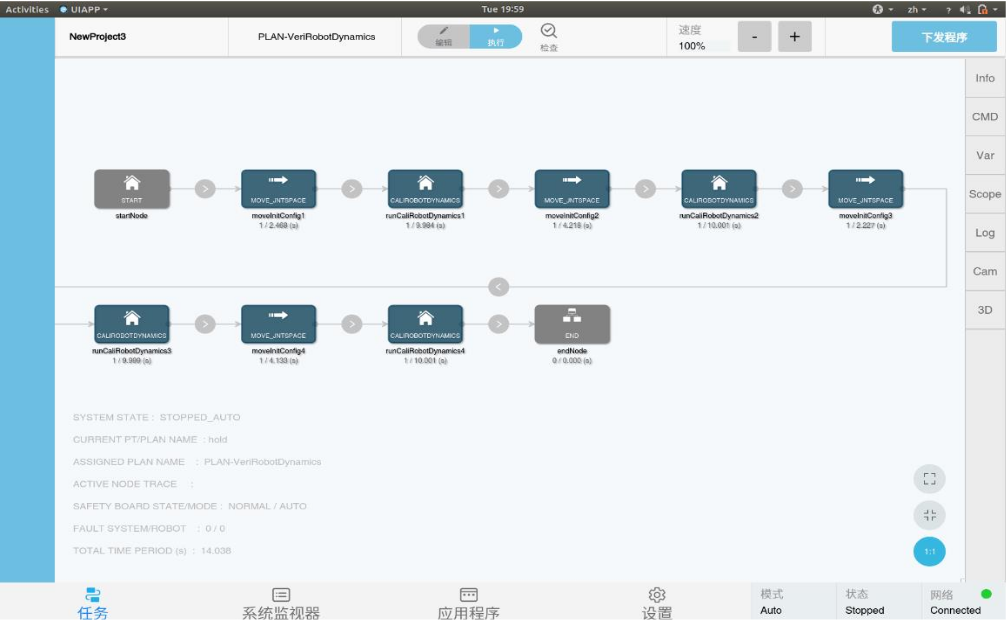 Activities UIAPP Tue 19:59 zh ?
NewProject3 PLAN-VeriRobotDynamics 编辑 执行 检查 速度 100% - + 下发程序
Info
CMD
Var
Scope
Log
Cam
3D
START MOVE_JNTSPACE CALIROBOTDYNAMICS MOVE_JNTSPACE CALIROBOTDYNAMICS MOVE_JNTSPACE
startNode moveInitConfig1 runCaliRobotDynamics1 moveInitConfig2 runCaliRobotDynamics2 moveInitConfig3
1 / 2.469 (s) 1 / 9.994 (s) 1 / 4.218 (s) 1 / 10.001 (s) 1 / 2.227 (s)
CALIROBOTDYNAMICS MOVE_JNTSPACE CALIROBOTDYNAMICS END
runCaliRobotDynamics3 moveInitConfig4 runCaliRobotDynamics4 endNode
1 / 9.999 (s) 1 / 4.133 (s) 1 / 10.001 (s) 0 / 0.000 (s)
SYSTEM STATE : STOPPED_AUTO
CURRENT PT/PLAN NAME : hold
ASSIGNED PLAN NAME : PLAN-VeriRobotDynamics
ACTIVE NODE TRACE :
SAFETY BOARD STATE/MODE : NORMAL / AUTO
FAULT SYSTEM/ROBOT : 0 / 0
TOTAL TIME PERIOD (s) : 14.038
1:1
任务 系统监视器 应用程序 设置 模式 Auto 状态 Stopped 网络 Connected